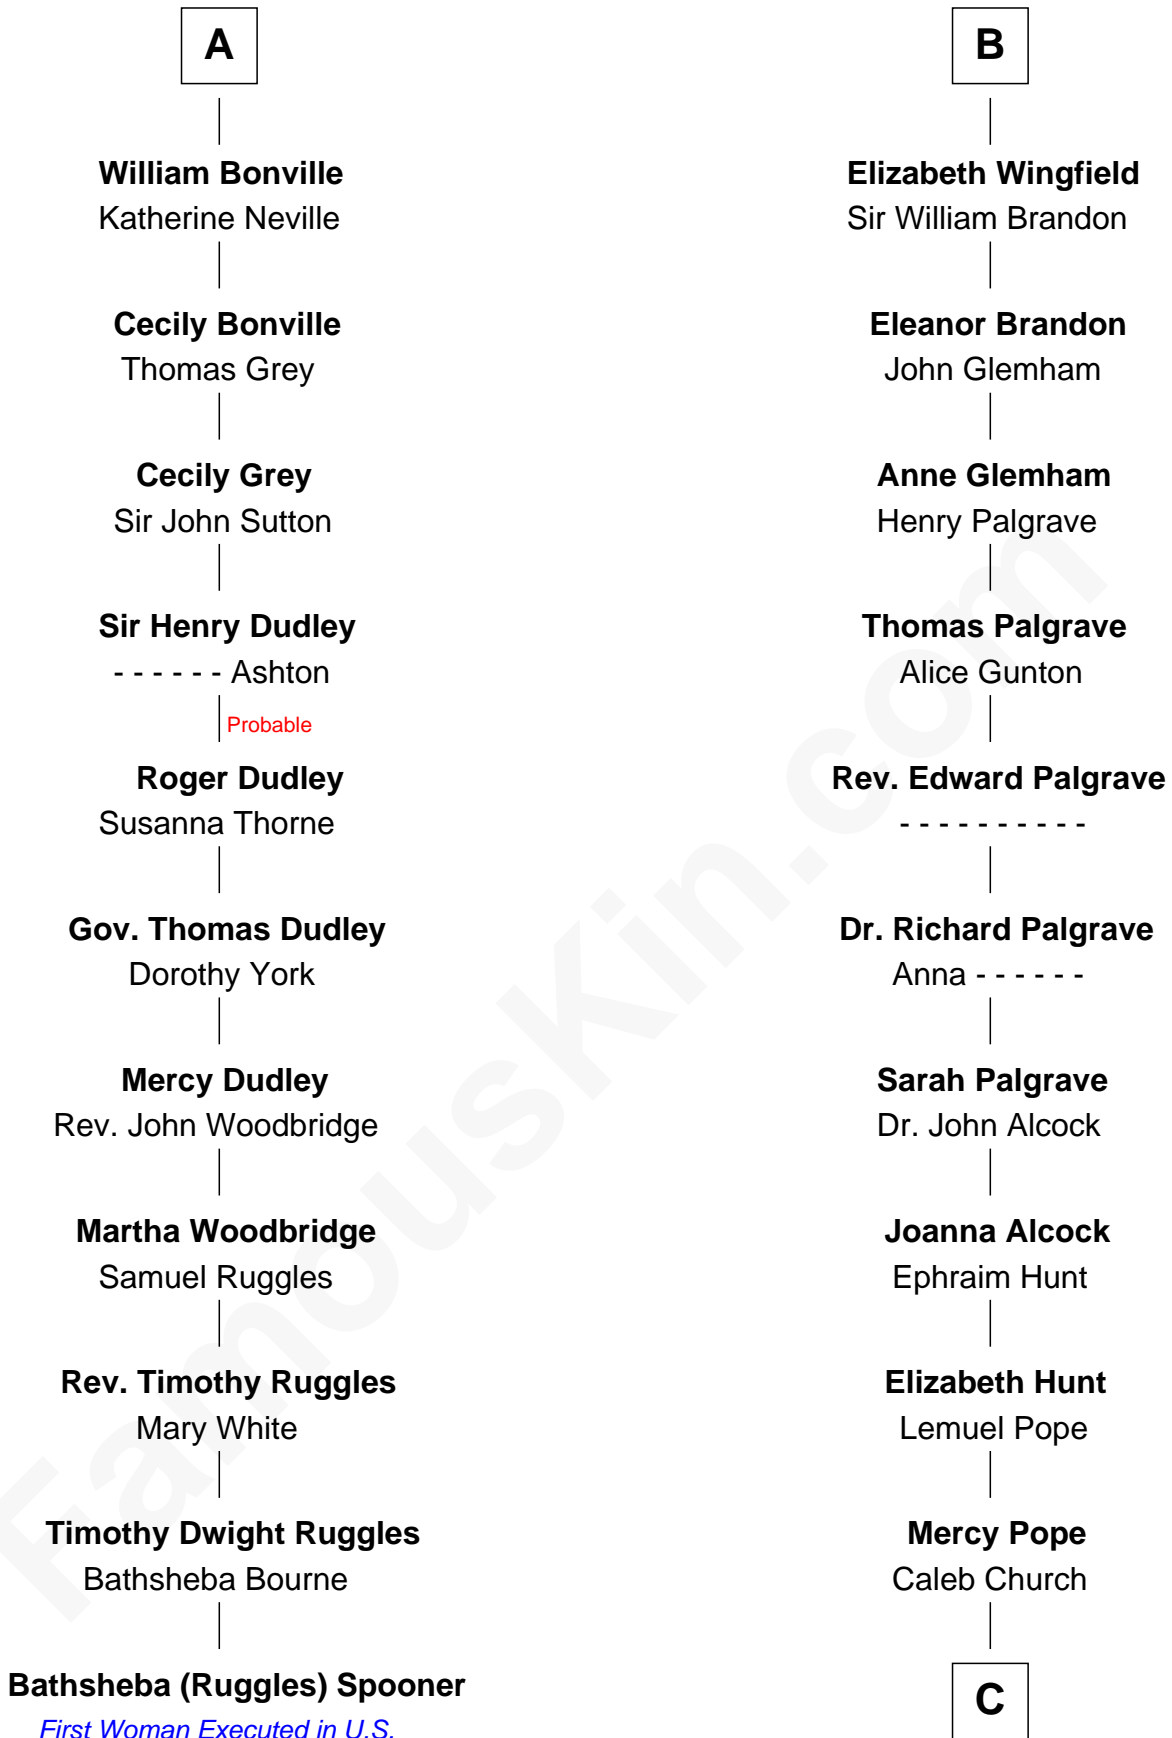 A
William Bonville
Katherine Neville
Cecily Bonville
Thomas Grey
Cecily Grey
Sir John Sutton
Sir Henry Dudley
- - - - - - Ashton
Probable
Roger Dudley
Susanna Thorne
Gov. Thomas Dudley
Dorothy York
Mercy Dudley
Rev. John Woodbridge
Martha Woodbridge
Samuel Ruggles
Rev. Timothy Ruggles
Mary White
Timothy Dwight Ruggles
Bathsheba Bourne
Bathsheba (Ruggles) Spooner
First Woman Executed in U.S.
B
Elizabeth Wingfield
Sir William Brandon
Eleanor Brandon
John Glemham
Anne Glemham
Henry Palgrave
Thomas Palgrave
Alice Gunton
Rev. Edward Palgrave
- - - - - - - - - -
Dr. Richard Palgrave
Anna - - - - - -
Sarah Palgrave
Dr. John Alcock
Joanna Alcock
Ephraim Hunt
Elizabeth Hunt
Lemuel Pope
Mercy Pope
Caleb Church
C
FamousKin.com